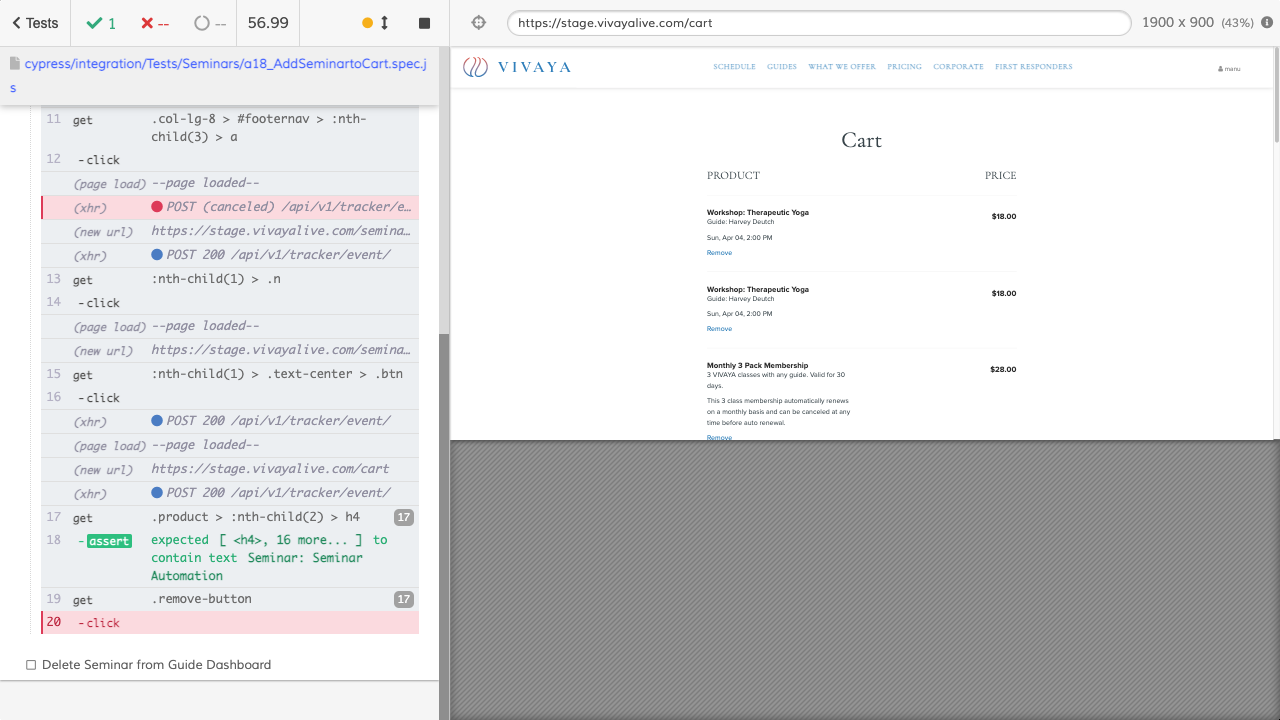 Tests
1
--
--
56.99
https://stage.vivayalive.com/cart
1900 x 900 (43%)
cypress/integration/Tests/Seminars/a18_AddSeminartoCart.spec.j
s
11 get .col-lg-8 > #footernav > :nth-
child(3) > a
12 -click
(page load) --page loaded--
(xhr) POST (canceled) /api/v1/tracker/e…
(new url) https://stage.vivayalive.com/semina…
(xhr) POST 200 /api/v1/tracker/event/
13 get :nth-child(1) > .n
14 -click
(page load) --page loaded--
(new url) https://stage.vivayalive.com/semina…
15 :nth-child(1) > .text-center > .btn
16 -click
(xhr) POST 200 /api/v1/tracker/event/
(page load) --page loaded--
(new url) https://stage.vivayalive.com/cart
(xhr) POST 200 /api/v1/tracker/event/
17 get .product > :nth-child(2) > h4 17
18 -assert expected [ <h4>, 16 more... ] to
contain text Seminar: Seminar
Automation
19 get .remove-button 17
20 -click
Delete Seminar from Guide Dashboard
VIVAYA
SCHEDULE GUIDES WHAT WE OFFER PRICING CORPORATE FIRST RESPONDERS
manu
Cart
PRODUCT PRICE
Workshop: Therapeutic Yoga $18.00
Guide: Harvey Deutch
Sun, Apr 04, 2:00 PM
Remove
Workshop: Therapeutic Yoga $18.00
Guide: Harvey Deutch
Sun, Apr 04, 2:00 PM
Remove
Monthly 3 Pack Membership $28.00
3 VIVAYA classes with any guide. Valid for 30
days.
This 3 class membership automatically renews
on a monthly basis and can be canceled at any
time before auto renewal.
Remove